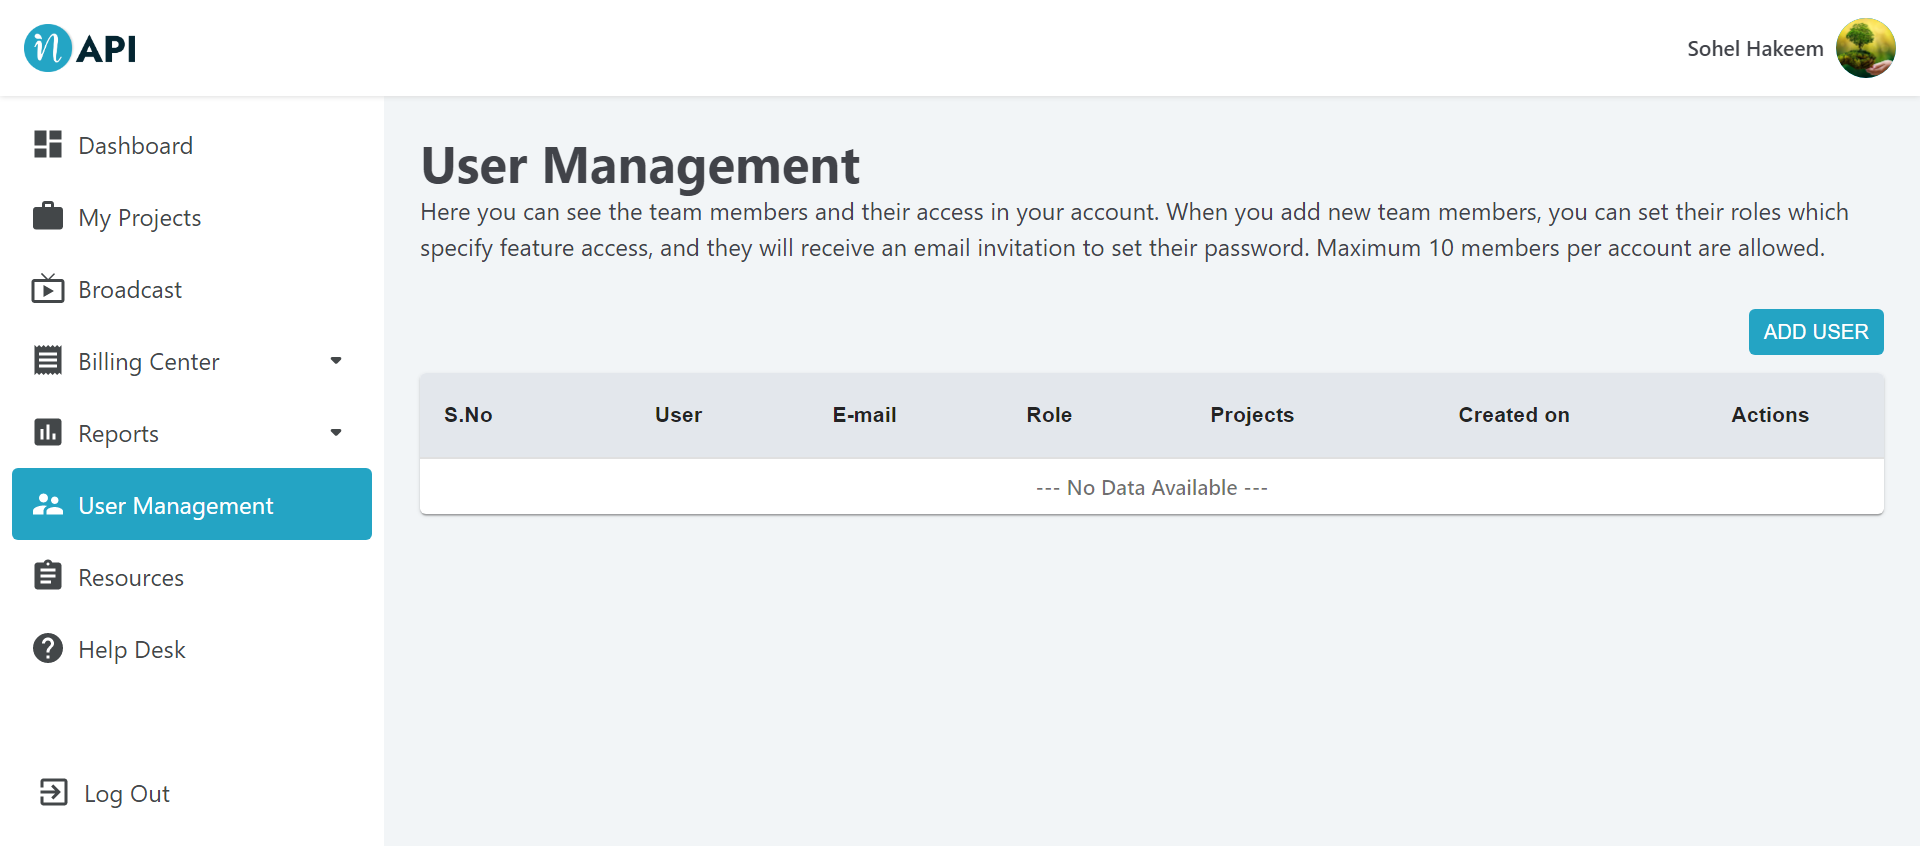 in API
Sohel Hakeem
Dashboard
My Projects
Broadcast
Billing Center
Reports
User Management
Resources
Help Desk
Log Out
User Management
Here you can see the team members and their access in your account. When you add new team members, you can set their roles which
specify feature access, and they will receive an email invitation to set their password. Maximum 10 members per account are allowed.
ADD USER
S.No User E-mail Role Projects Created on Actions
--- No Data Available ---